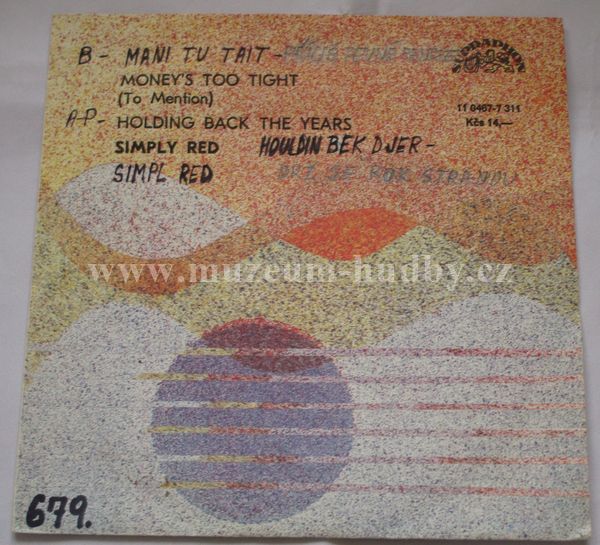 B- MANI TU TAIT -
SUPRAPHON
MONEY'S TOO TIGHT
(To Mention)
11 0467-7 311
Kčs 14,—
A-P- HOLDING BACK THE YEARS
SIMPLY RED HOULDIN BEK DJER-
SIMPL RED
www.muzeum-hudby.cz
679.